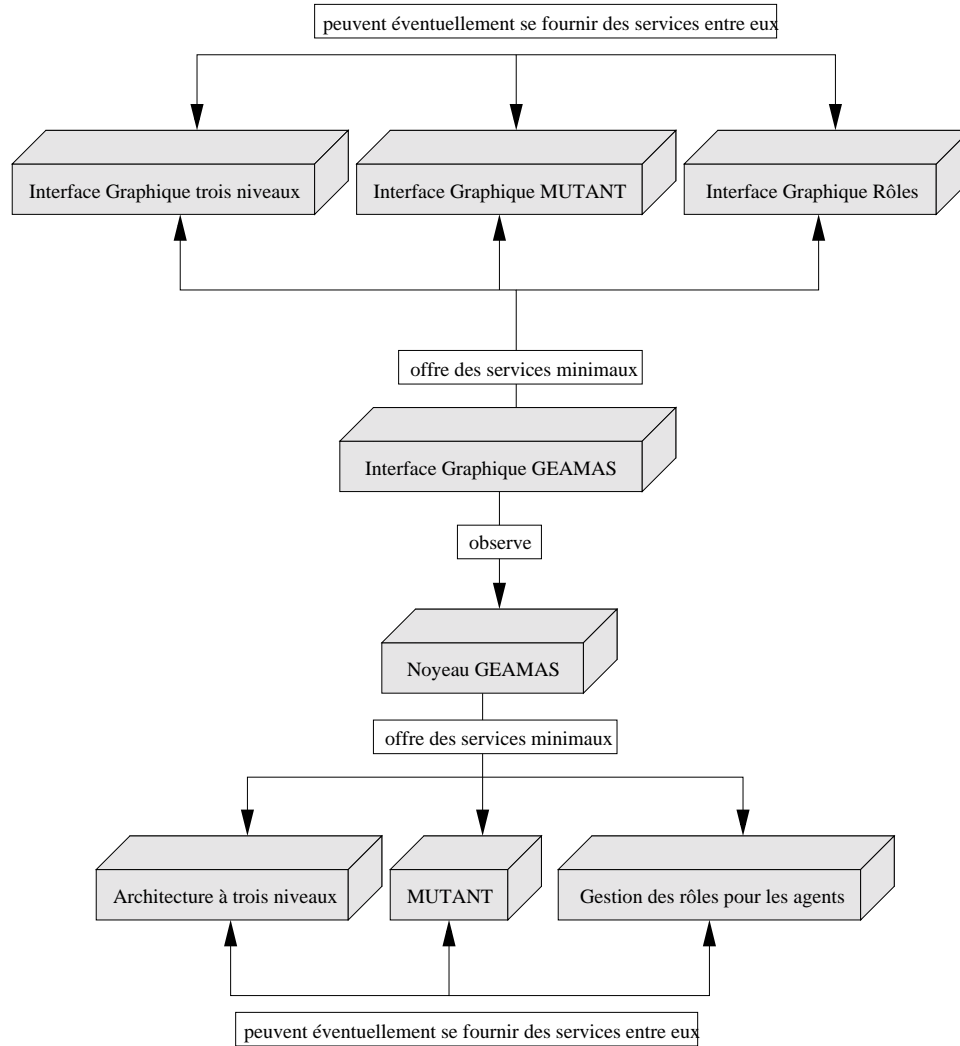 peuvent éventuellement se fournir des services entre eux
Interface Graphique trois niveaux
Interface Graphique MUTANT
Interface Graphique Rôles
offre des services minimaux
Interface Graphique GEAMAS
observe
Noyeau GEAMAS
offre des services minimaux
Architecture à trois niveaux
MUTANT
Gestion des rôles pour les agents
peuvent éventuellement se fournir des services entre eux